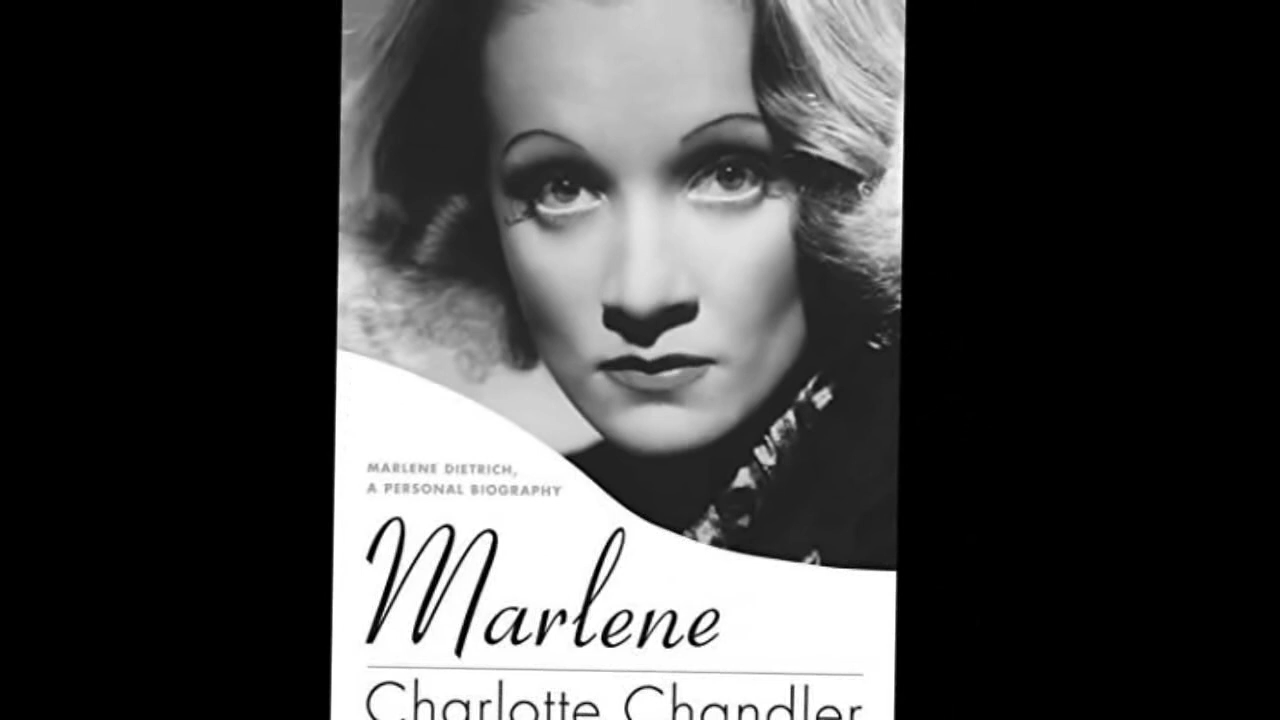 MARLENE DIETRICH,
A PERSONAL BIOGRAPHY
Marlene
Charlotte Chandler